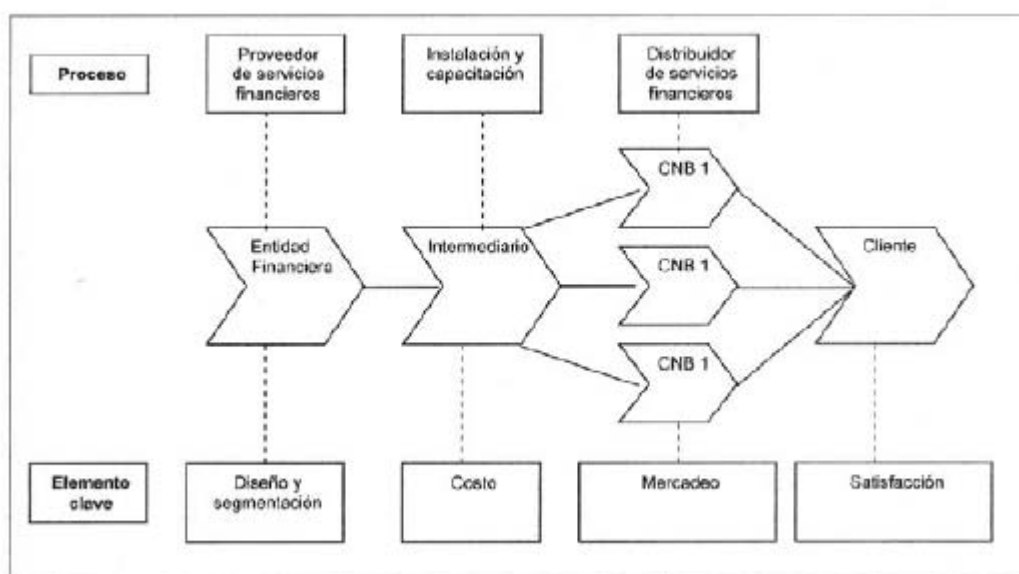 Proceso
Proveedor
de servicios
financieros
Instalación y
capacitación
Distribuidor
de servicios
financieros
CNB 1
Entidad
Financiera
Intermediario
CNB 1
Cliente
CNB 1
Elemento
clave
Diseño y
segmentación
Costo
Mercadeo
Satisfacción